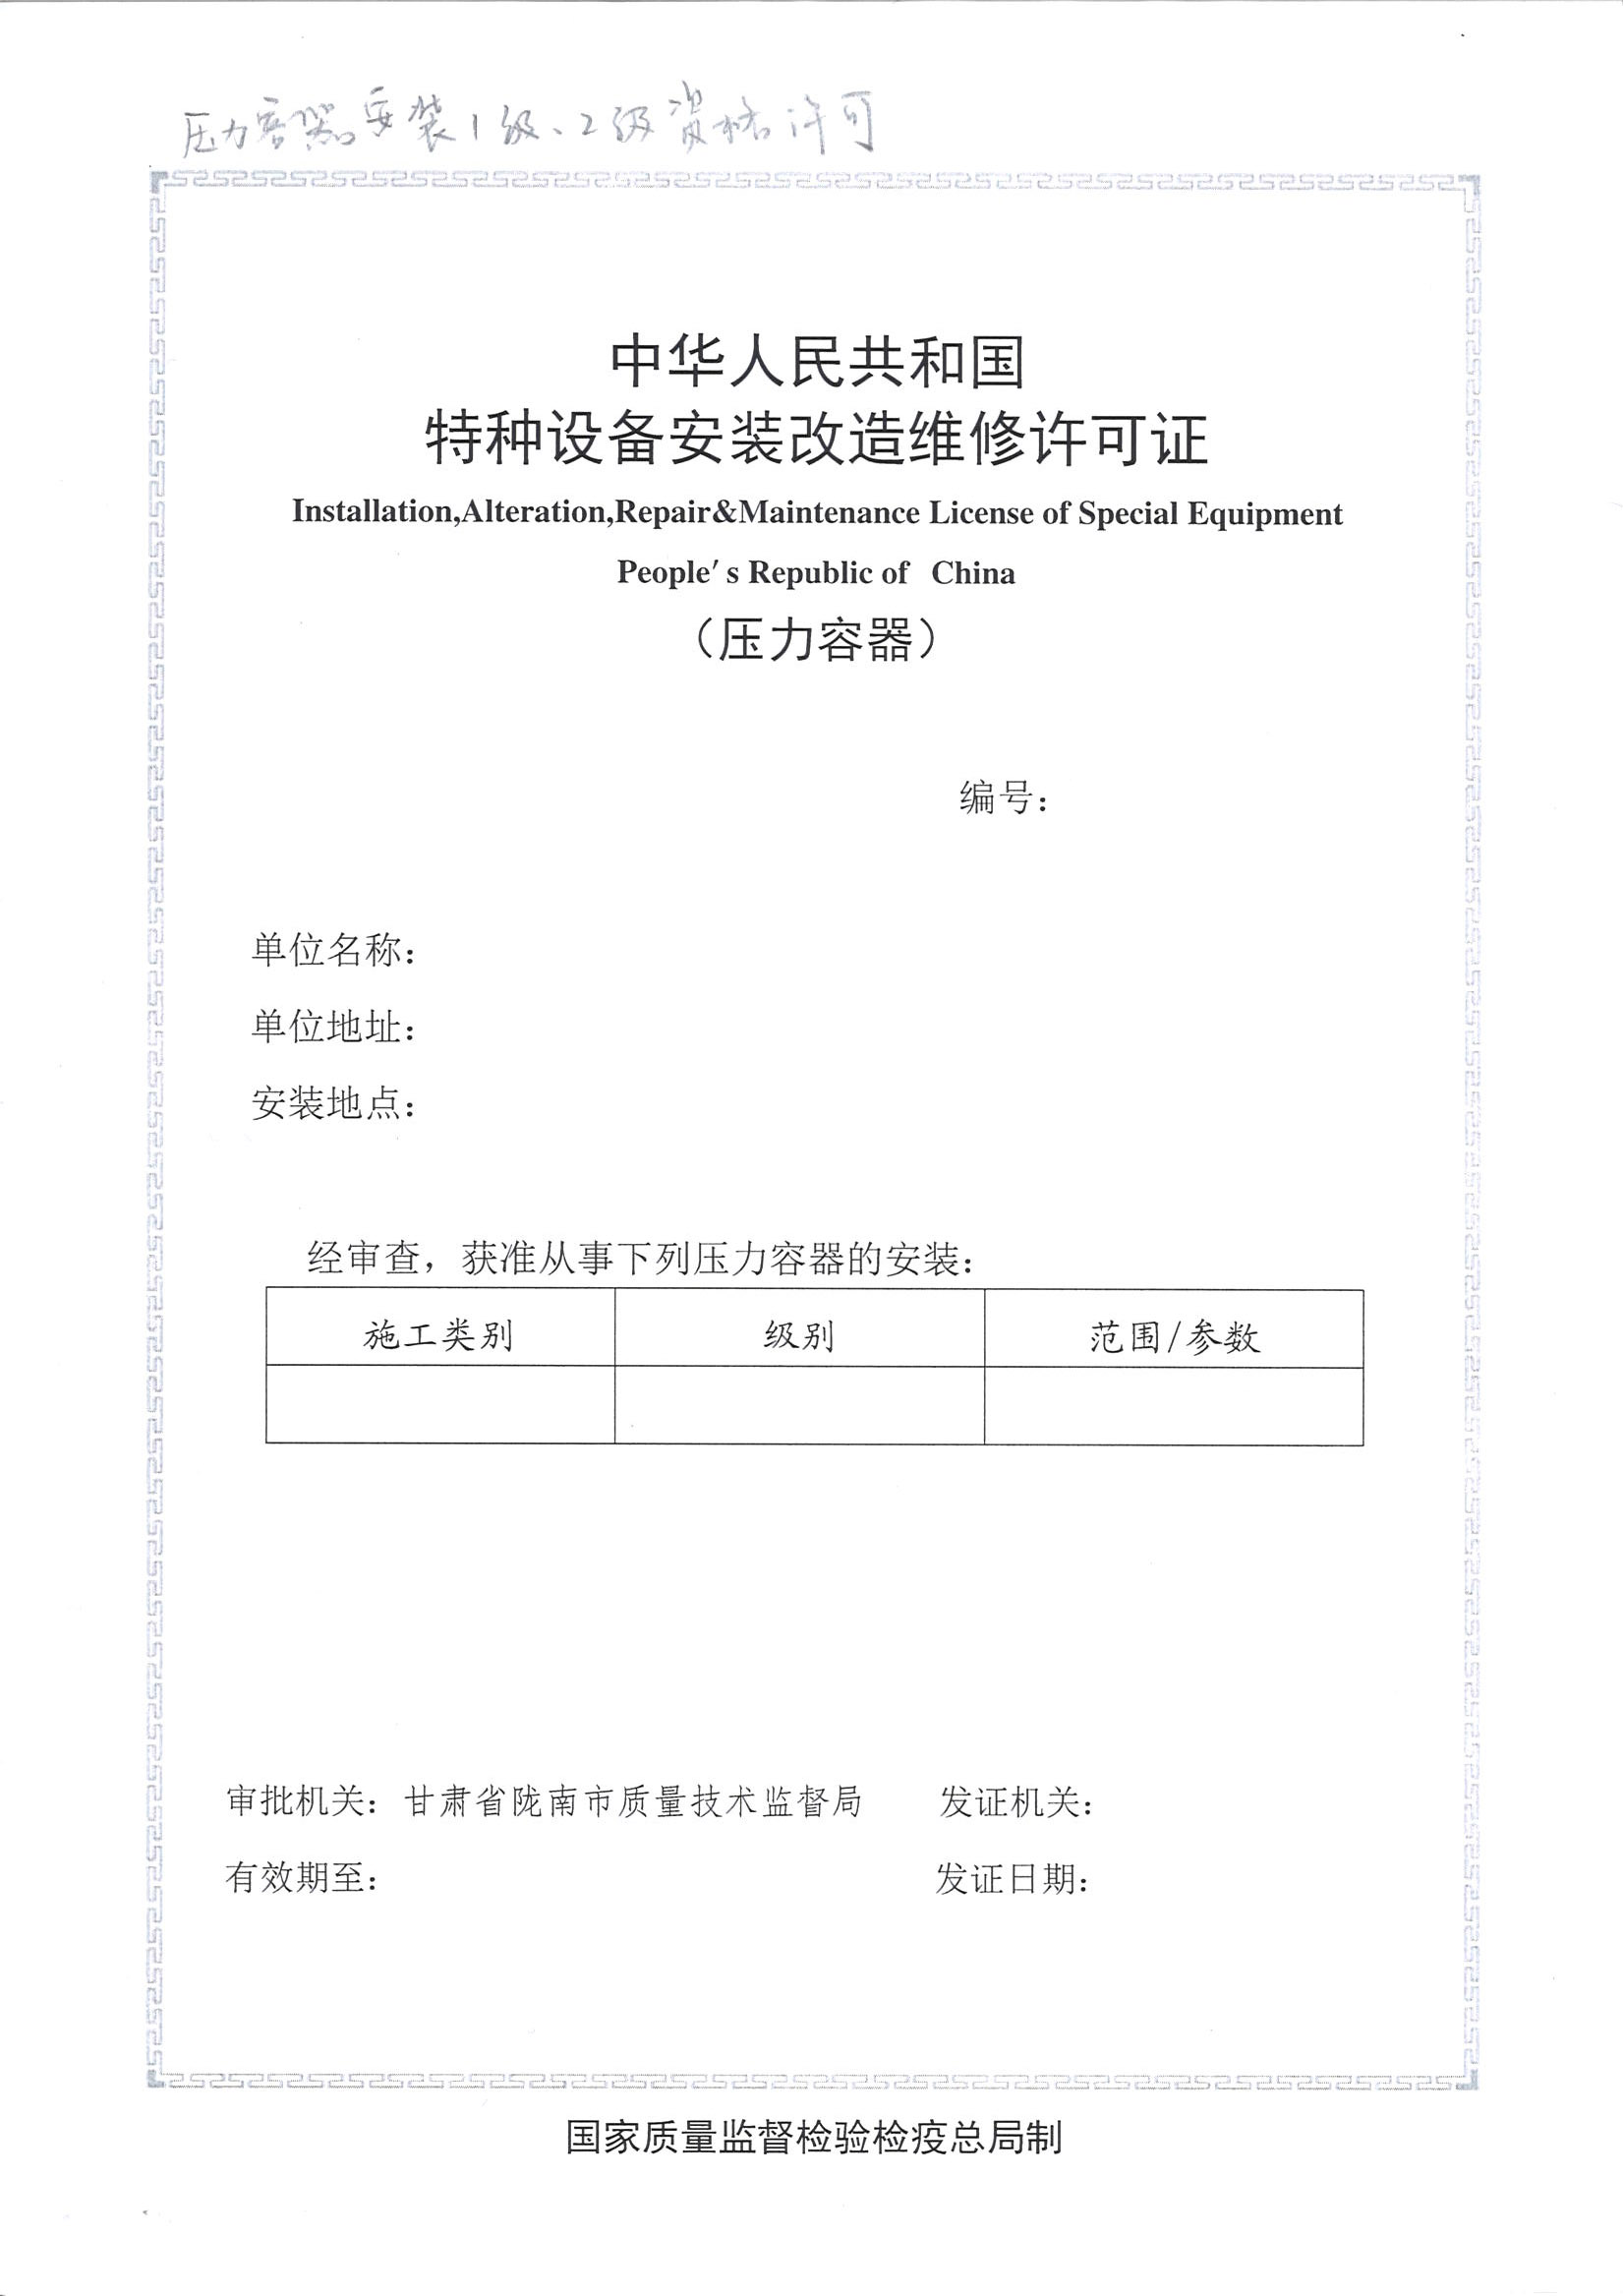 压力容器安装1级、2级资格许可
中华人民共和国
特种设备安装改造维修许可证
Installation,Alteration,Repair&Maintenance License of Special Equipment
People′s Republic of China
（压力容器）
编号：
单位名称：
单位地址：
安装地点：
经审查，获准从事下列压力容器的安装：
施工类别 级别 范围/参数
审批机关：甘肃省陇南市质量技术监督局 发证机关：
有效期至： 发证日期：
国家质量监督检验检疫总局制